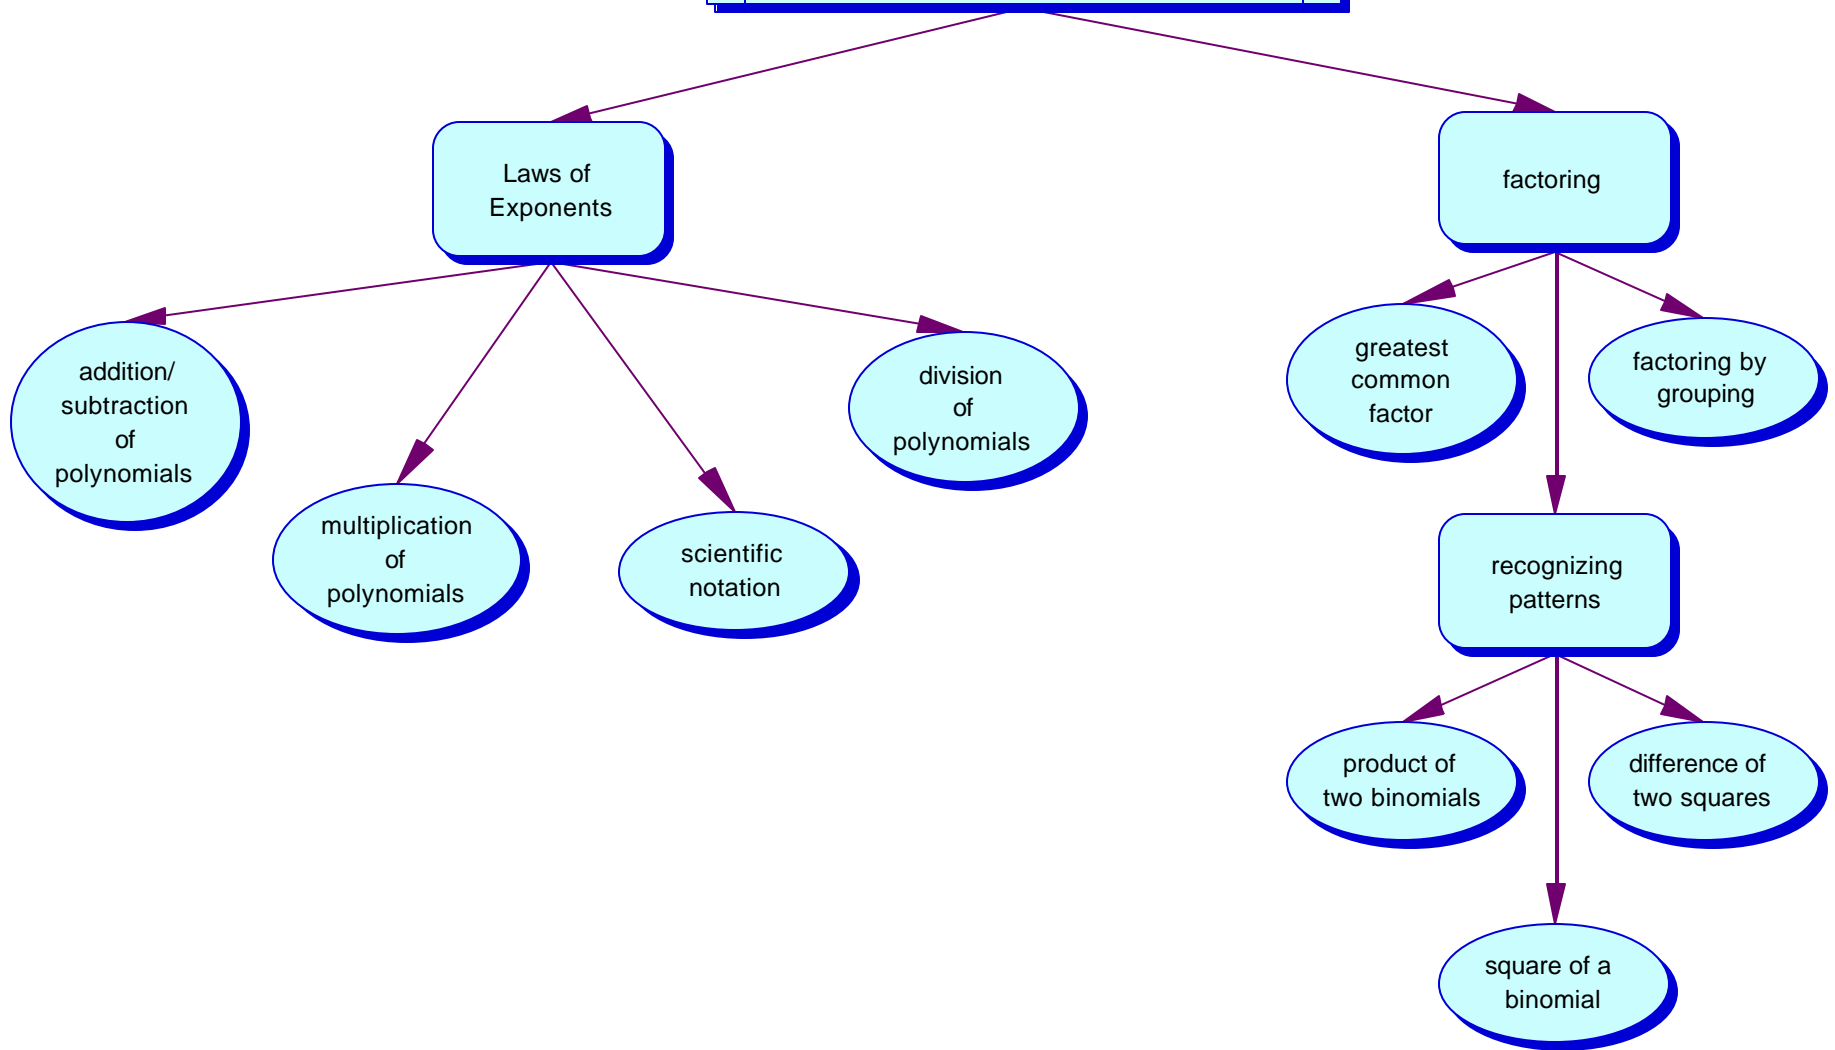 Laws of
Exponents
factoring
addition/
subtraction
of
polynomials
multiplication
of
polynomials
scientific
notation
division
of
polynomials
greatest
common
factor
factoring by
grouping
recognizing
patterns
product of
two binomials
difference of
two squares
square of a
binomial